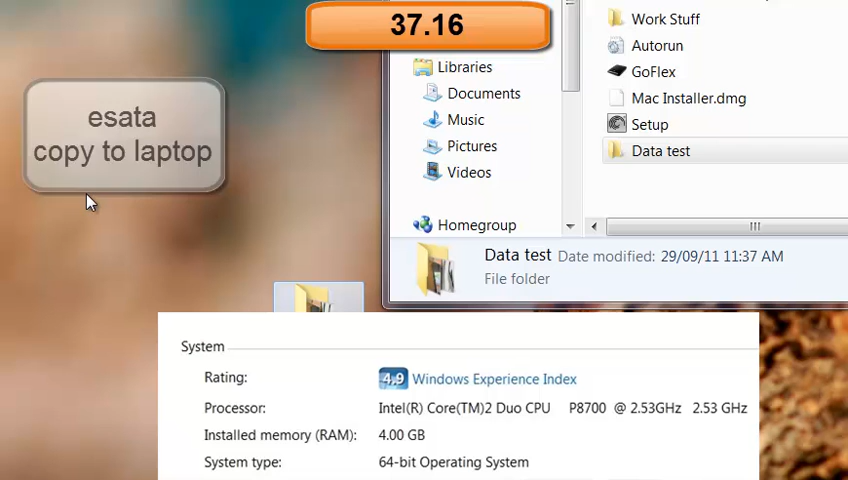 37.16
esata
copy to laptop
Libraries
Documents
Music
Pictures
Videos
Homegroup
Work Stuff
Autorun
GoFlex
Mac Installer.dmg
Setup
Data test
Data test Date modified: 29/09/11 11:37 AM
File folder
System
Rating: 4,9 Windows Experience Index
Processor: Intel(R) Core(TM)2 Duo CPU P8700 @ 2.53GHz 2.53 GHz
Installed memory (RAM): 4.00 GB
System type: 64-bit Operating System